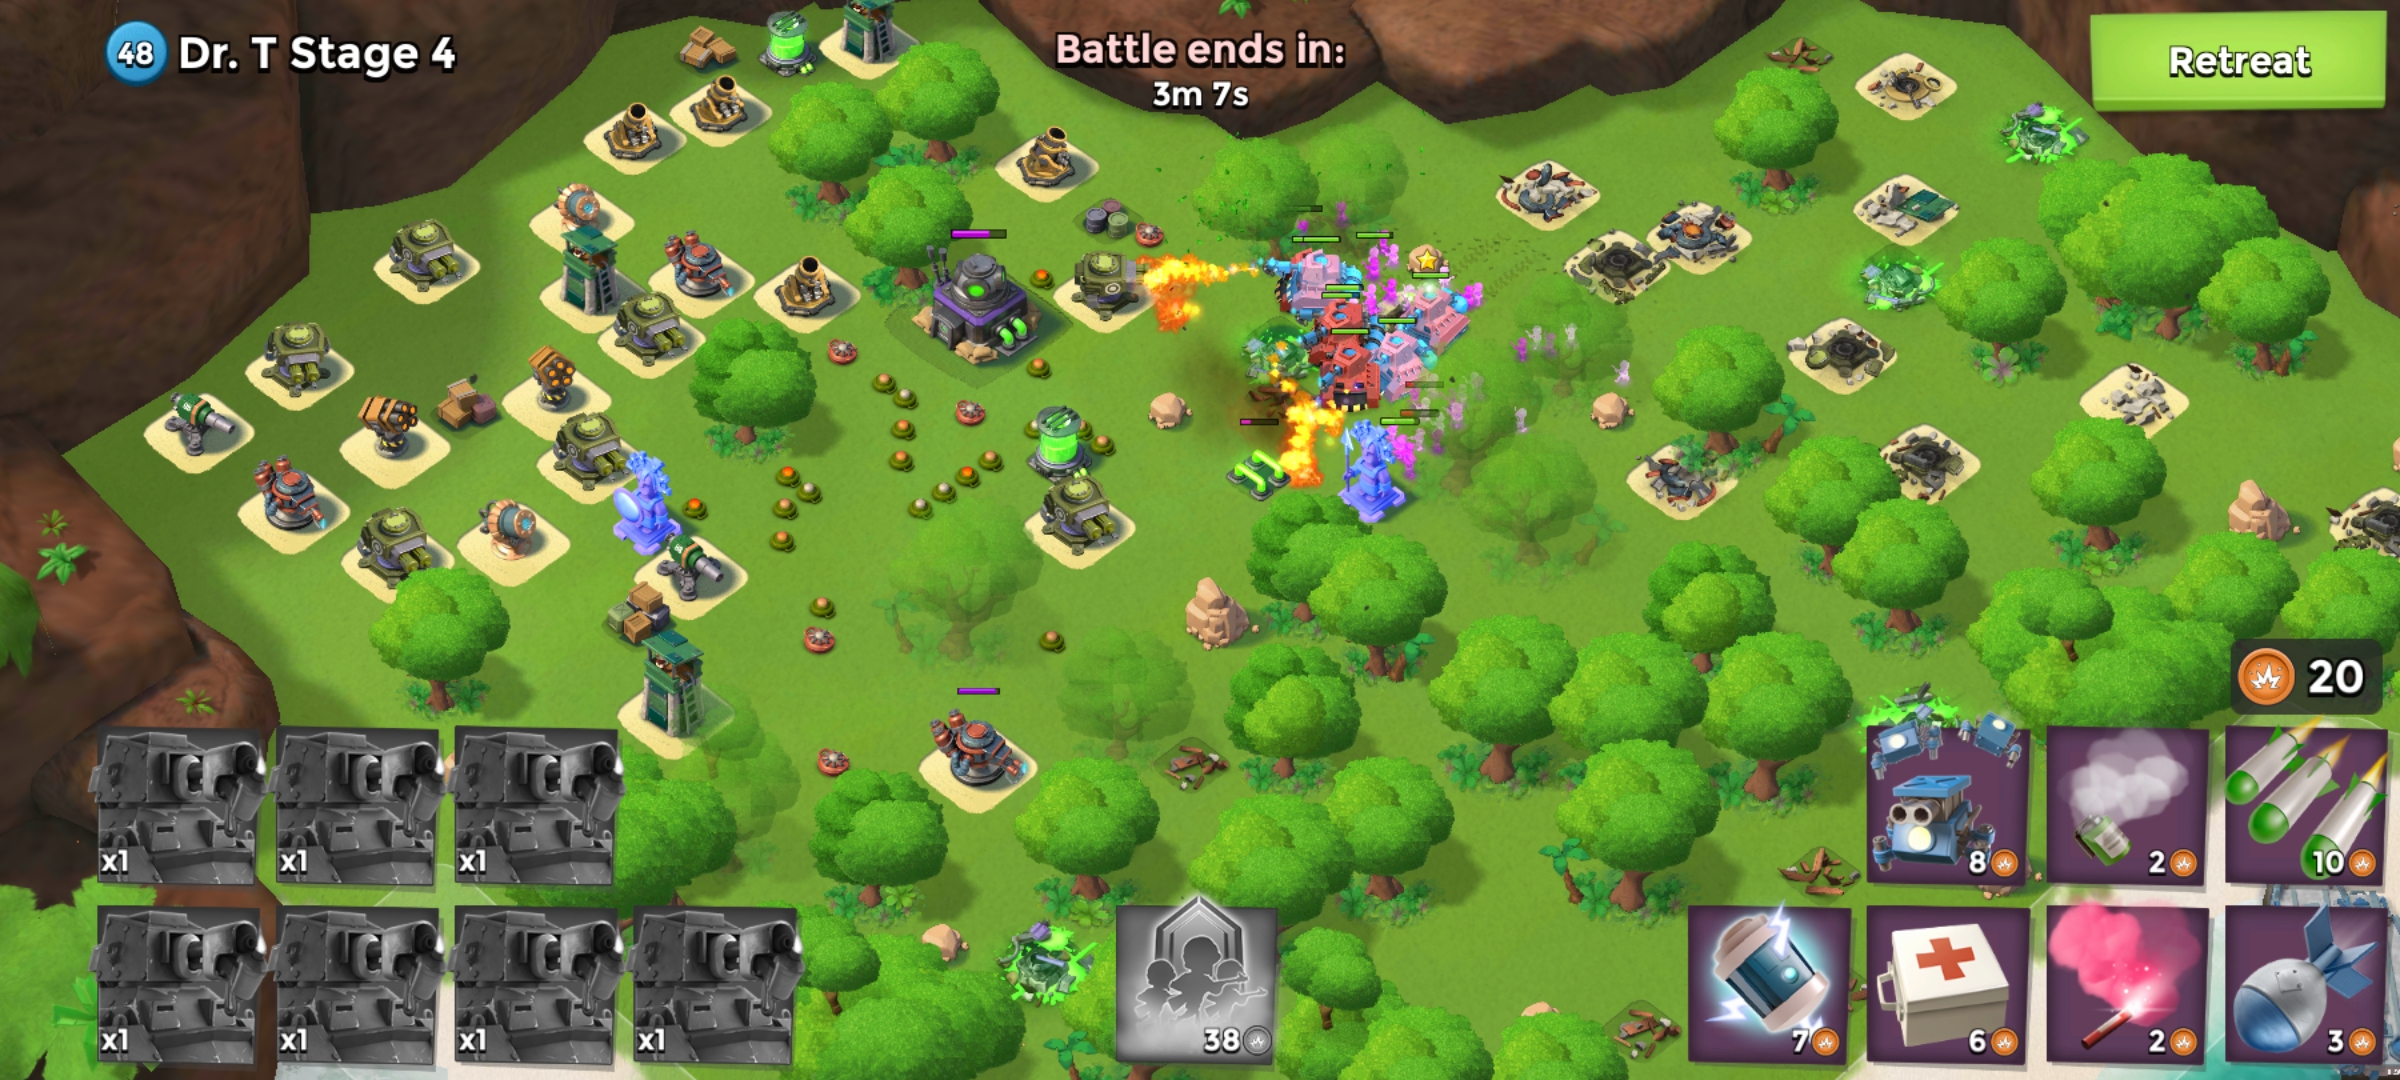 48 Dr. T Stage 4
Battle ends in:
3m 7s
Retreat
20
x1
x1
x1
8
2
10
x1
x1
x1
x1
38
7
6
2
3